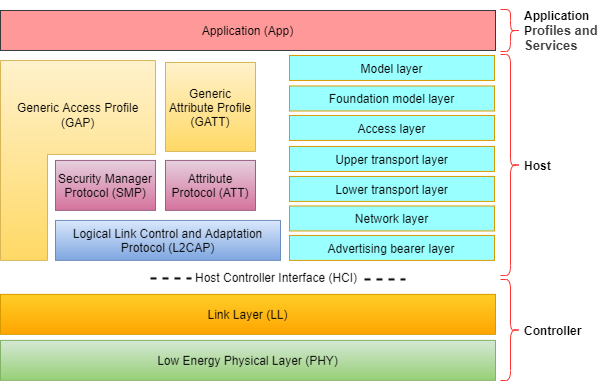 Application (App)
Application
Profiles and
Services
Generic Access Profile
(GAP)
Generic
Attribute Profile
(GATT)
Security Manager
Protocol (SMP)
Attribute
Protocol (ATT)
Logical Link Control and Adaptation
Protocol (L2CAP)
Model layer
Foundation model layer
Access layer
Upper transport layer
Lower transport layer
Network layer
Advertising bearer layer
Host
Host Controller Interface (HCI)
Link Layer (LL)
Low Energy Physical Layer (PHY)
Controller